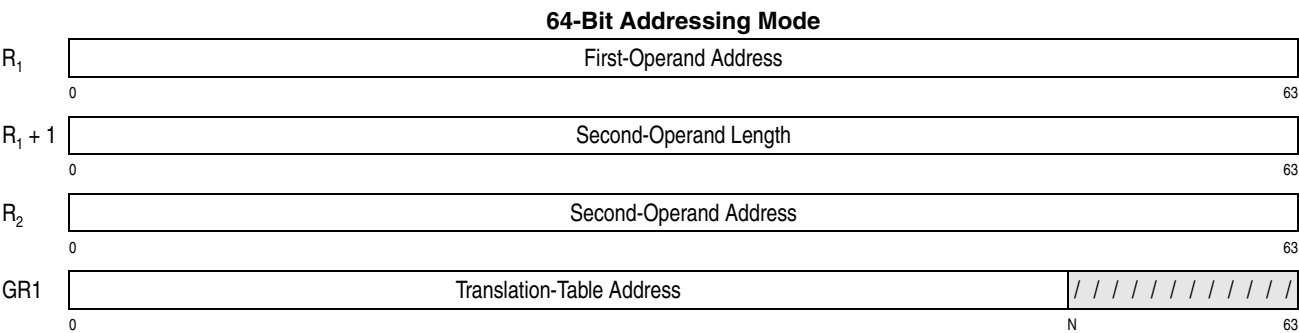 64-Bit Addressing Mode
R₁ First-Operand Address
0 63
R₁ + 1 Second-Operand Length
0 63
R₂ Second-Operand Address
0 63
GR1 Translation-Table Address / / / / / / / / / / / /
0 N 63